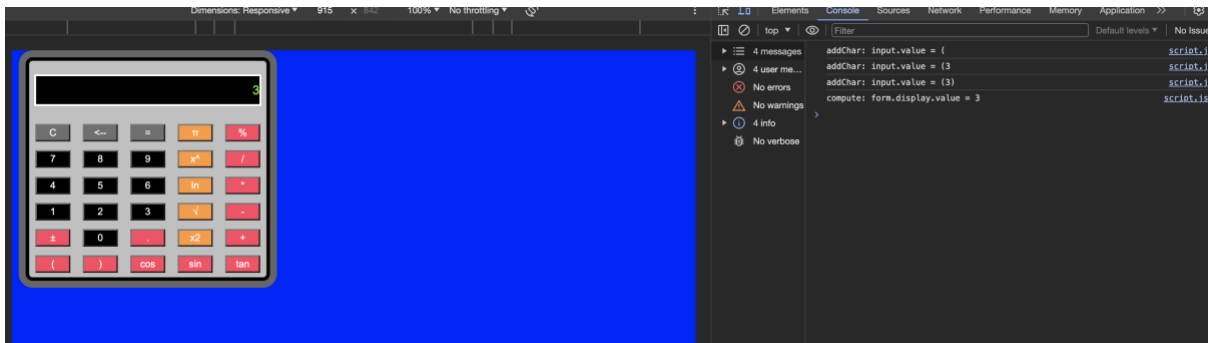 Dimensions: Responsive ▼ 915 × 842 100% ▼ No throttling ▼
Elements Console Sources Network Performance Memory Application >>
top ▼ Filter Default levels ▼ No Issue
4 messages
4 user me...
No errors
No warnings
4 info
No verbose
addChar: input.value = ( script.j
addChar: input.value = (3 script.j
addChar: input.value = (3) script.j
compute: form.display.value = 3 script.js
>
3
C <-- = π %
7 8 9 x^ /
4 5 6 ln *
1 2 3 √ -
± 0 . x2 +
( ) cos sin tan